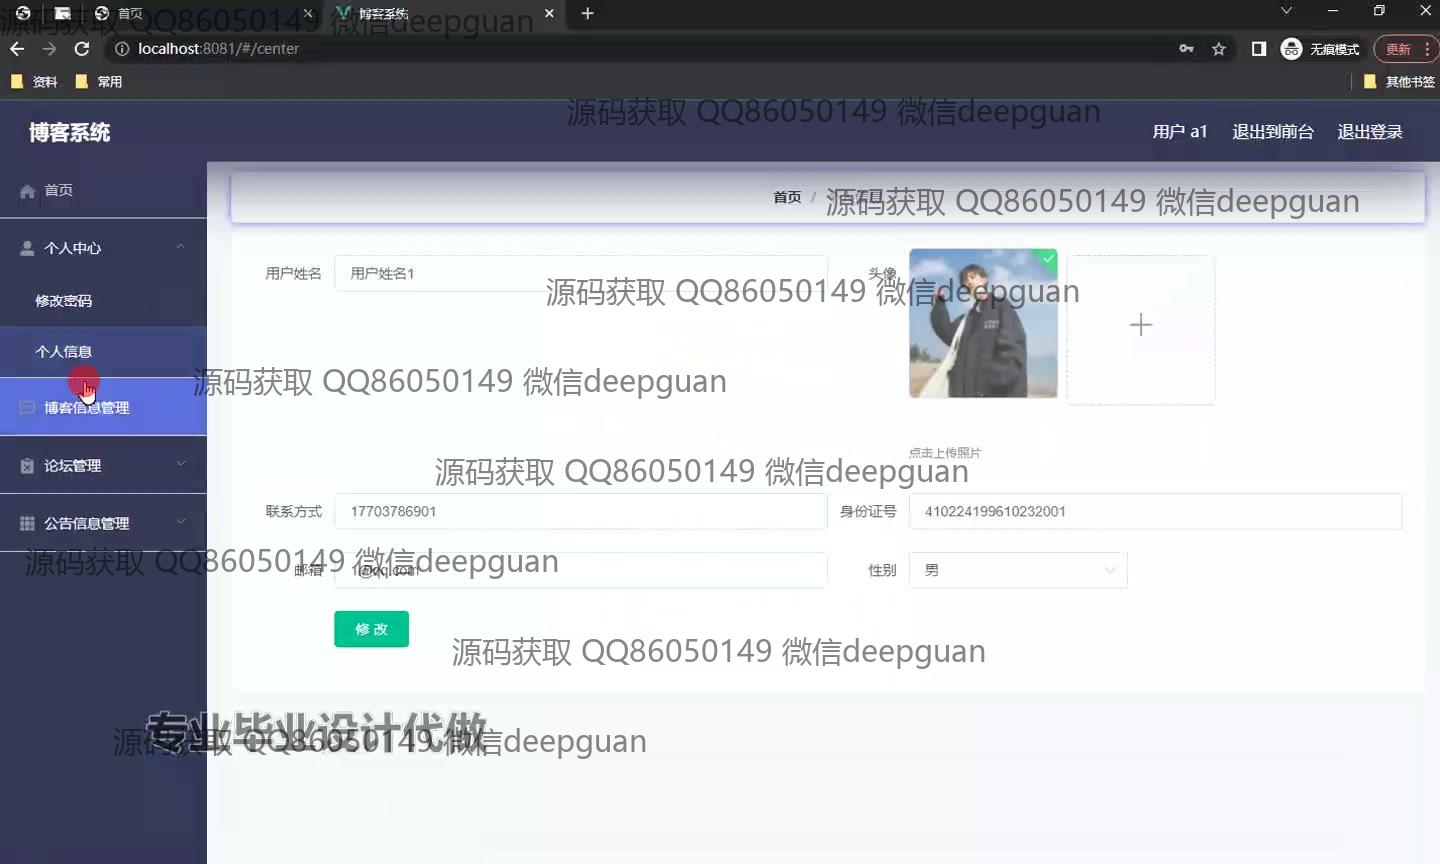 首页
博客系统
源码获取 QQ86050149 微信deepguan
localhost:8081/#/center
无痕模式
更新
资料
常用
其他书签
源码获取 QQ86050149 微信deepguan
博客系统
用户 a1
退出到前台
退出登录
首页
首页 /
源码获取 QQ86050149 微信deepguan
个人中心
用户姓名
用户姓名1
头像
源码获取 QQ86050149 微信deepguan
修改密码
个人信息
源码获取 QQ86050149 微信deepguan
博客信息管理
点击上传照片
论坛管理
源码获取 QQ86050149 微信deepguan
联系方式
17703786901
身份证号
410224199610232001
公告信息管理
源码获取 QQ86050149 微信deepguan
邮箱
1@qq.com
性别
男
修改
源码获取 QQ86050149 微信deepguan
专业毕业设计代做
源码获取 QQ86050149 微信deepguan